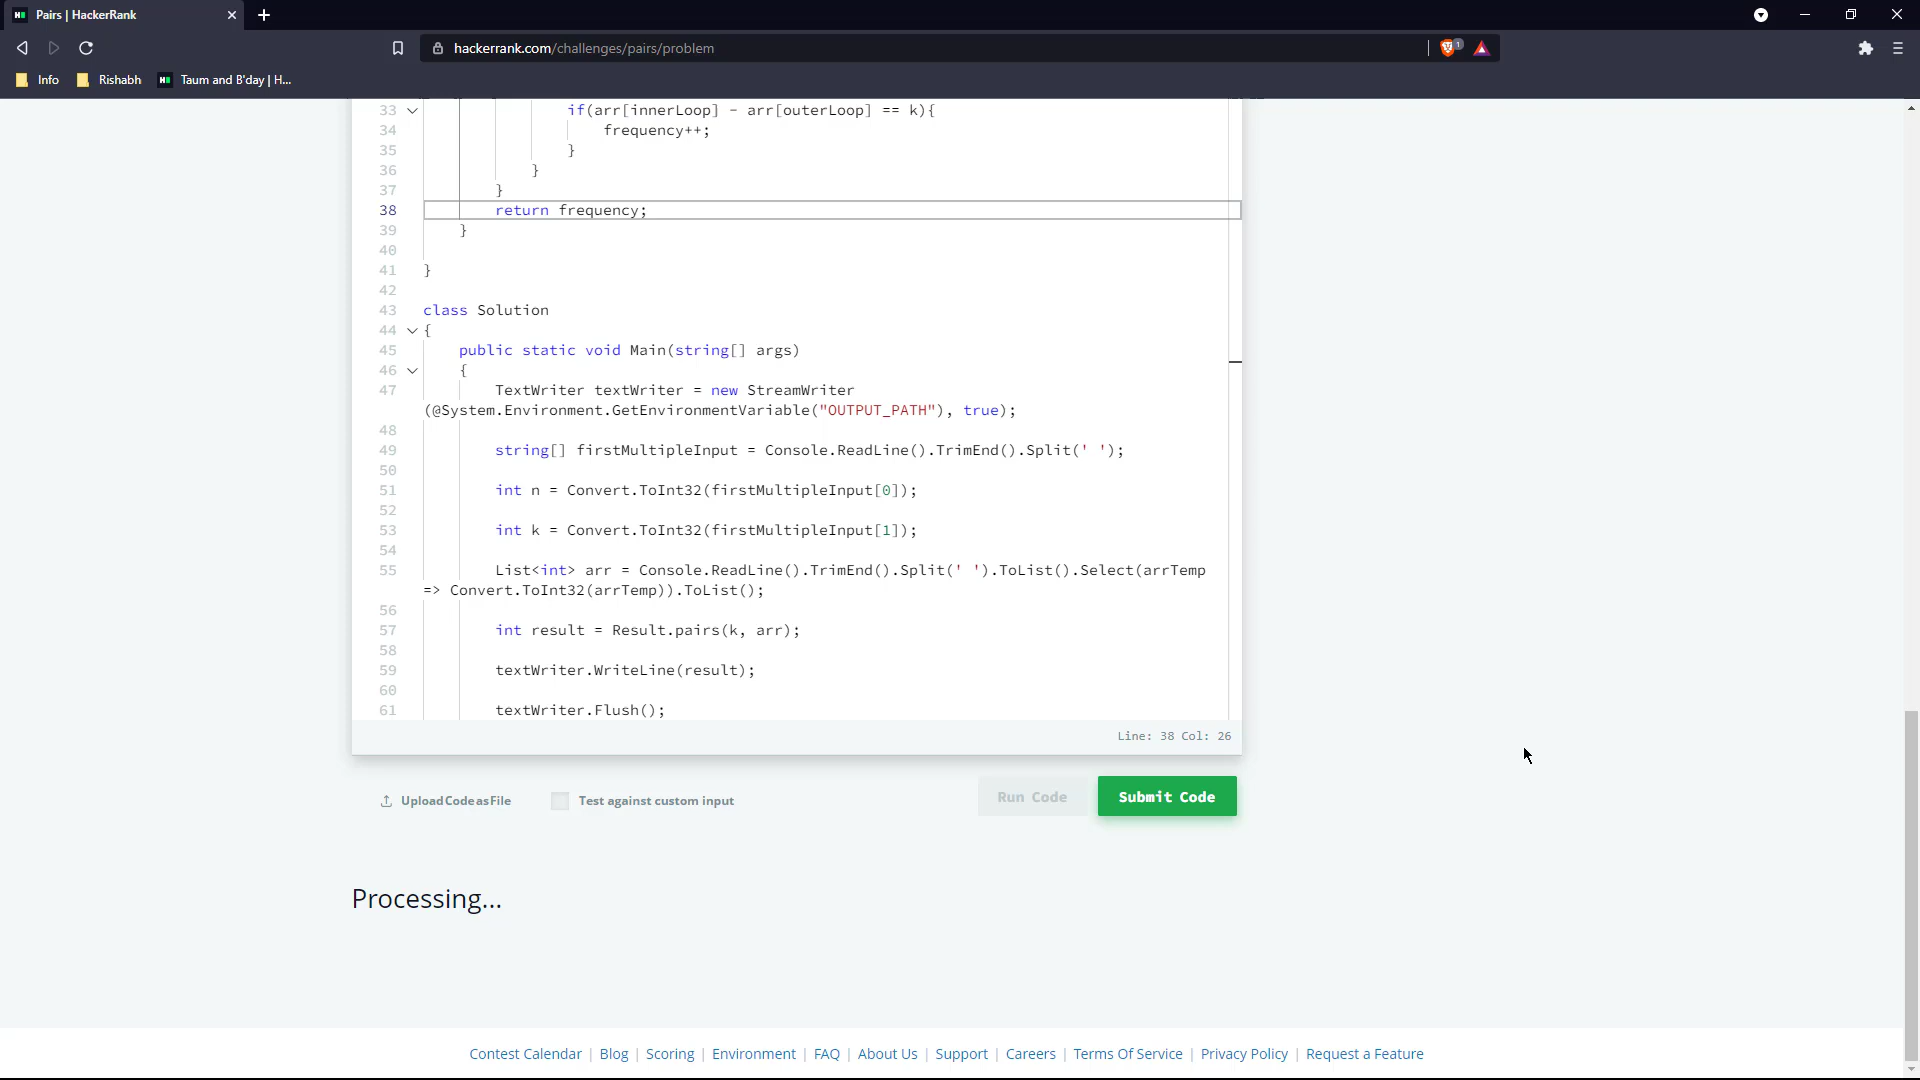 Pairs | HackerRank
hackerrank.com/challenges/pairs/problem
1
Info
Rishabh
Taum and B'day | H...
33 if(arr[innerLoop] - arr[outerLoop] == k){
34 frequency++;
35 }
36 }
37 }
38 return frequency;
39 }
40
41 }
42
43 class Solution
44 {
45 public static void Main(string[] args)
46 {
47 TextWriter textWriter = new StreamWriter
(@System.Environment.GetEnvironmentVariable("OUTPUT_PATH"), true);
48
49 string[] firstMultipleInput = Console.ReadLine().TrimEnd().Split(' ');
50
51 int n = Convert.ToInt32(firstMultipleInput[0]);
52
53 int k = Convert.ToInt32(firstMultipleInput[1]);
54
55 List<int> arr = Console.ReadLine().TrimEnd().Split(' ').ToList().Select(arrTemp
=> Convert.ToInt32(arrTemp)).ToList();
56
57 int result = Result.pairs(k, arr);
58
59 textWriter.WriteLine(result);
60
61 textWriter.Flush();
Line: 38 Col: 26
Upload Code as File
Test against custom input
Run Code
Submit Code
Processing...
Contest Calendar | Blog | Scoring | Environment | FAQ | About Us | Support | Careers | Terms Of Service | Privacy Policy | Request a Feature